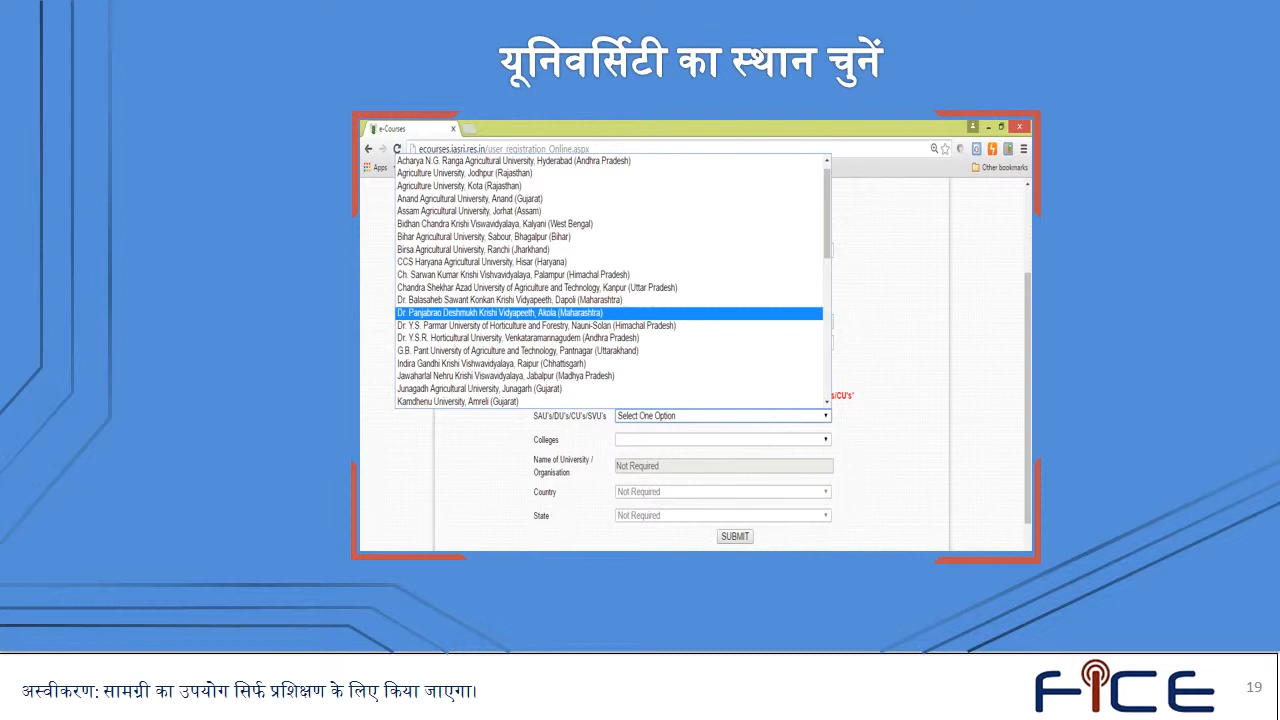 यूनिवर्सिटी का स्थान चुनें
e-Courses
ecourses.iasri.res.in/user_registration_Online.aspx
Apps
Other bookmarks
Acharya N.G. Ranga Agricultural University, Hyderabad (Andhra Pradesh)
Agriculture University, Jodhpur (Rajasthan)
Agriculture University, Kota (Rajasthan)
Anand Agricultural University, Anand (Gujarat)
Assam Agricultural University, Jorhat (Assam)
Bidhan Chandra Krishi Viswavidyalaya, Kalyani (West Bengal)
Bihar Agricultural University, Sabour, Bhagalpur (Bihar)
Birsa Agricultural University, Ranchi (Jharkhand)
CCS Haryana Agricultural University, Hisar (Haryana)
Ch. Sarwan Kumar Krishi Vishvavidyalaya, Palampur (Himachal Pradesh)
Chandra Shekhar Azad University of Agriculture and Technology, Kanpur (Uttar Pradesh)
Dr. Balasaheb Sawant Konkan Krishi Vidyapeeth, Dapoli (Maharashtra)
Dr. Panjabrao Deshmukh Krishi Vidyapeeth, Akola (Maharashtra)
Dr. Y.S. Parmar University of Horticulture and Forestry, Nauni-Solan (Himachal Pradesh)
Dr. Y.S.R. Horticultural University, Venkataramannagudem (Andhra Pradesh)
G.B. Pant University of Agriculture and Technology, Pantnagar (Uttarakhand)
Indira Gandhi Krishi Vishwavidyalaya, Raipur (Chhattisgarh)
Jawaharlal Nehru Krishi Viswavidyalaya, Jabalpur (Madhya Pradesh)
Junagadh Agricultural University, Junagarh (Gujarat)
s/CU's*
Kamdhenu University, Amreli (Gujarat)
SAU's/DU's/CU's/SVU's Select One Option
Colleges
Name of University / Organisation Not Required
Country Not Required
State Not Required
SUBMIT
अस्वीकरण: सामग्री का उपयोग सिर्फ प्रशिक्षण के लिए किया जाएगा।
FICE
19